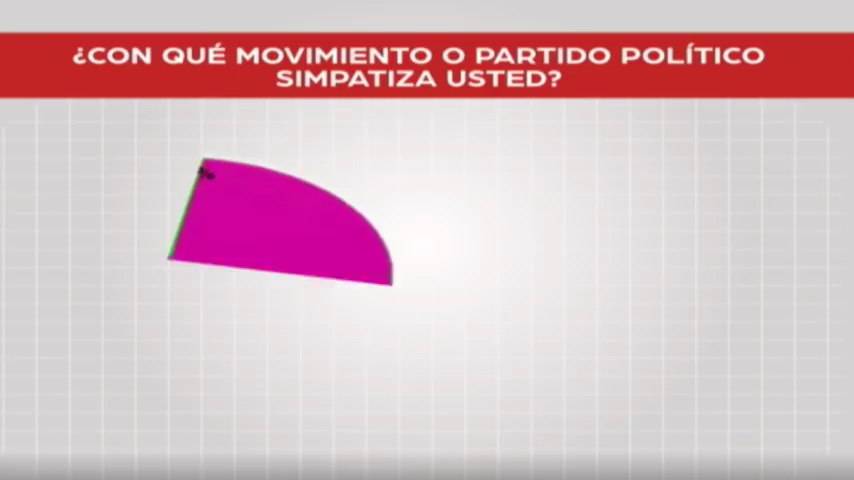 ¿CON QUÉ MOVIMIENTO O PARTIDO POLÍTICO
SIMPATIZA USTED?